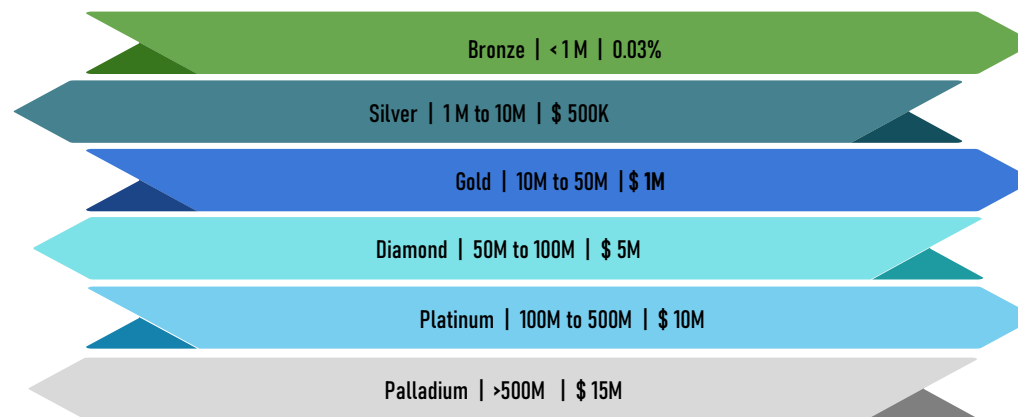 Bronze | < 1 M | 0.03%
Silver | 1 M to 10M | $ 500K
Gold | 10M to 50M | $ 1M
Diamond | 50M to 100M | $ 5M
Platinum | 100M to 500M | $ 10M
Palladium | >500M | $ 15M